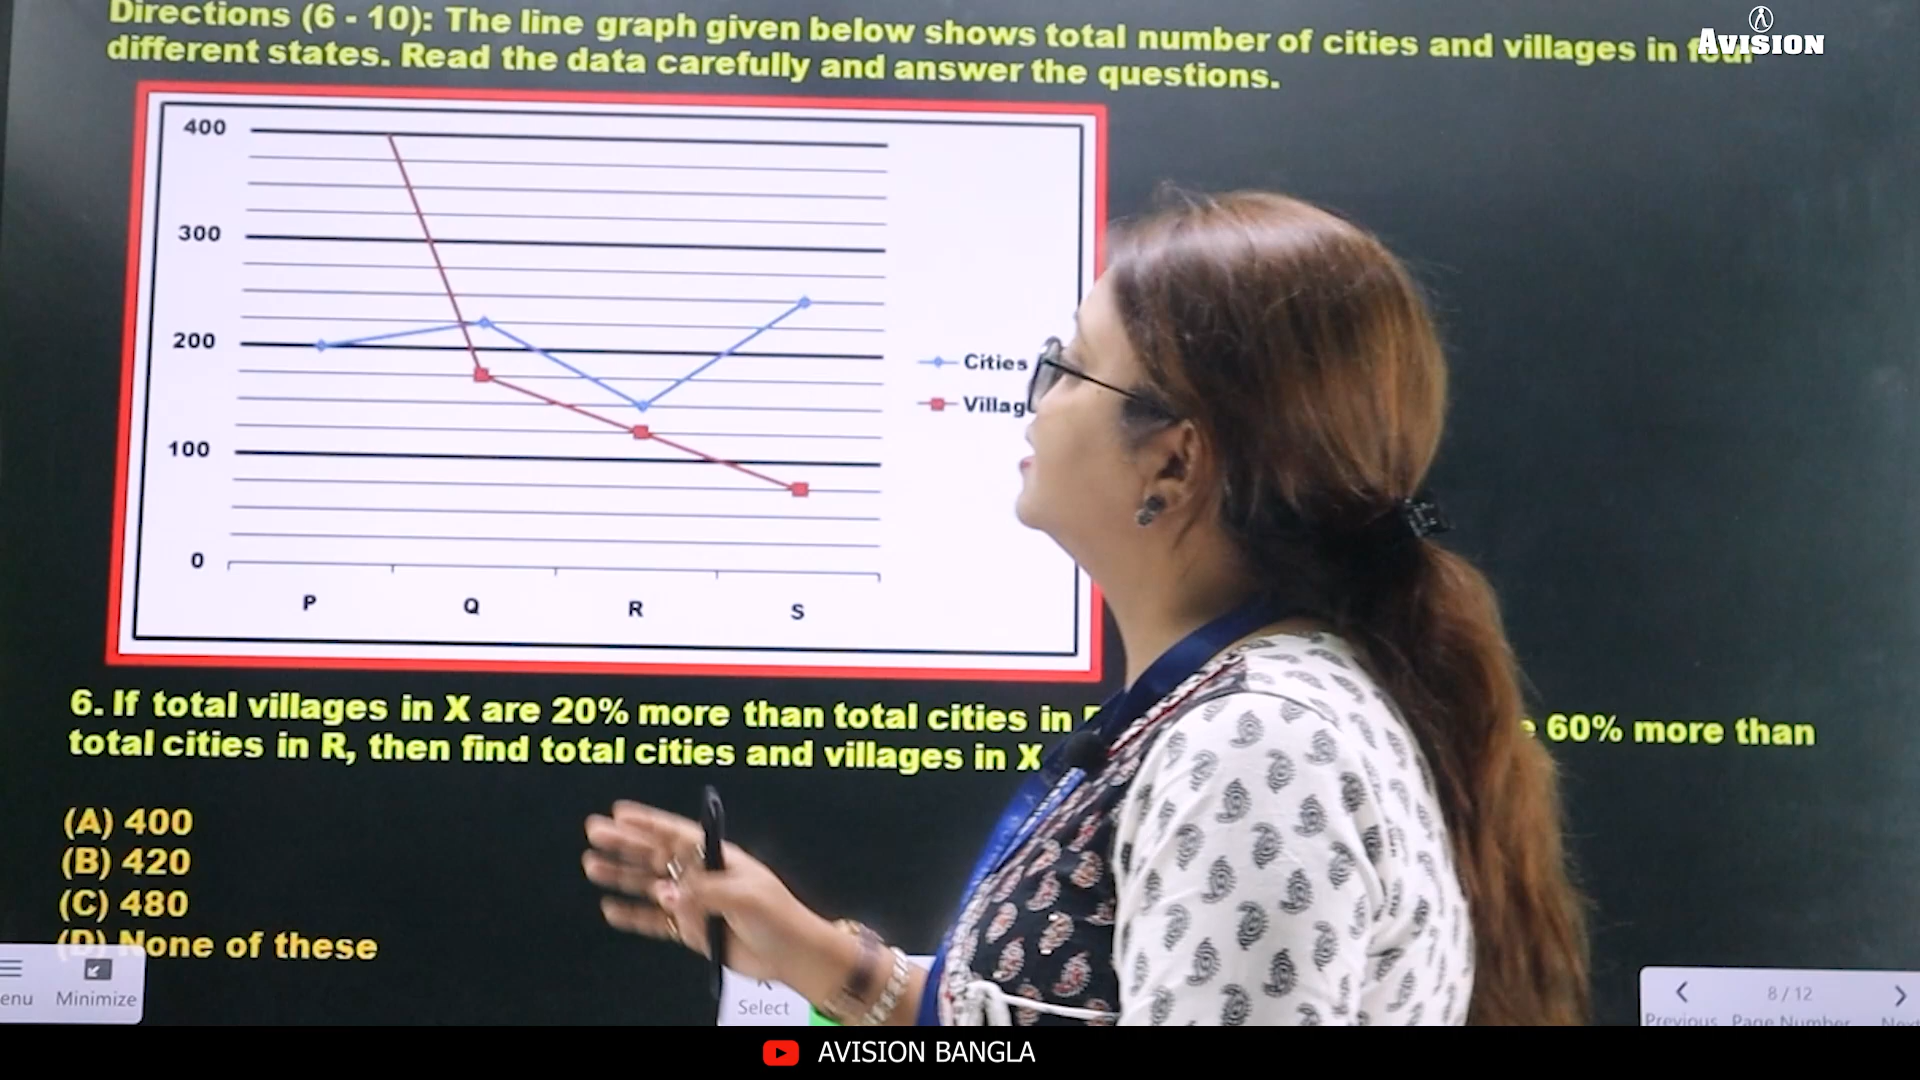 Directions (6 - 10): The line graph given below shows total number of cities and villages in four
AVISION
different states. Read the data carefully and answer the questions.
400
300
200
100
0
P Q R S
Cities
6. If total villages in X are 20% more than total cities in 60% more than
total cities in R, then find total cities and villages in X
(A) 400
(B) 420
(C) 480
(D) None of these
Minimize
Select
8 / 12
Previous Page Number
AVISION BANGLA